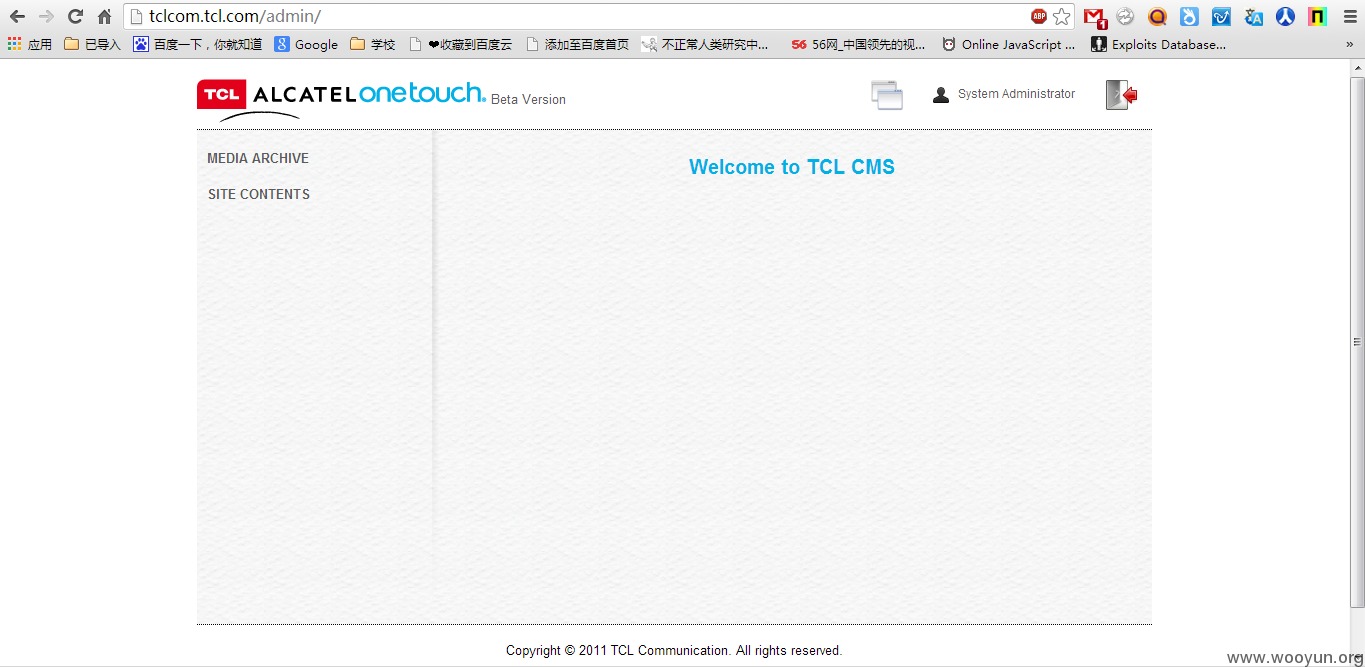 tclcom.tcl.com/admin/
ABP
1
应用 已导入 百度一下，你就知道 Google 学校 ❤收藏到百度云 添加至百度首页 不正常人类研究中... 56 56网_中国领先的视... Online JavaScript ... Exploits Database... »
TCL ALCATELonetouch. Beta Version
System Administrator
MEDIA ARCHIVE
Welcome to TCL CMS
SITE CONTENTS
Copyright © 2011 TCL Communication. All rights reserved.
www.wooyun.org